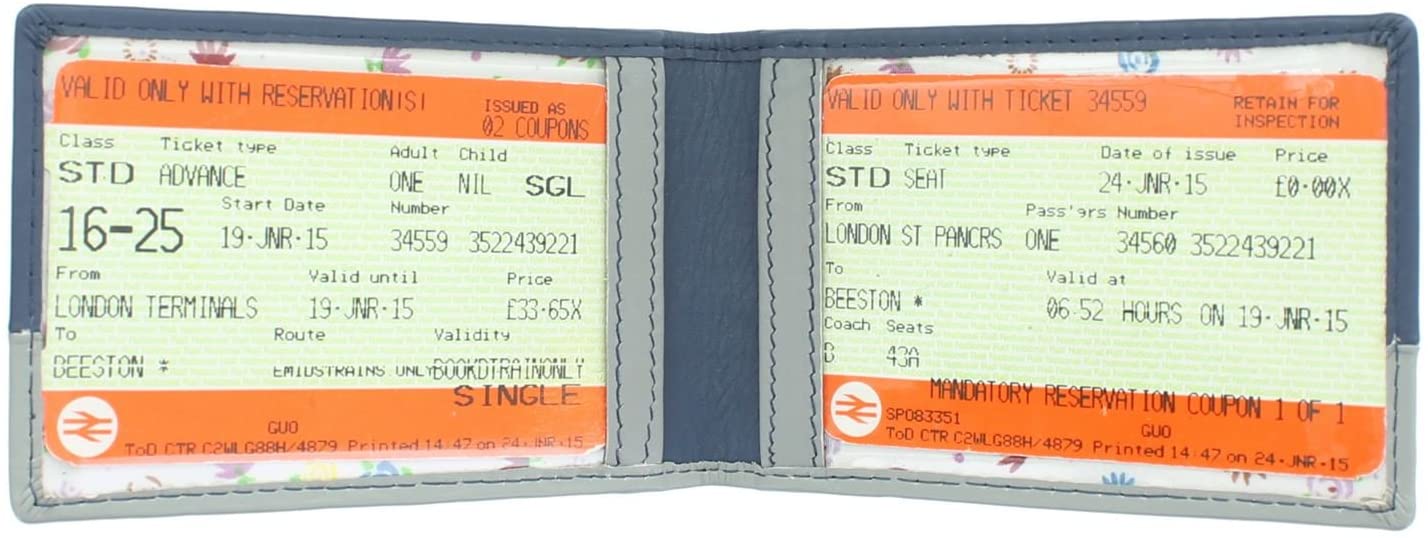 VALID ONLY WITH RESERVATION(S)
ISSUED AS
02 COUPONS
Class Ticket type Adult Child
STD ADVANCE ONE NIL SGL
Start Date Number
16-25 19·JNR·15 34559 3522439221
From Valid until Price
LONDON TERMINALS 19·JNR·15 £33·65X
To Route Validity
BEESTON * EMIDSTRAINS ONLY BOOKDTRAINONLY
SINGLE
GUO
ToD CTR C2WLG88H/4879 Printed 14:47 on 24·JNR·15
VALID ONLY WITH TICKET 34559 RETAIN FOR
INSPECTION
Class Ticket type Date of issue Price
STD SEAT 24·JNR·15 £0·00X
From Pass'grs Number
LONDON ST PANCRS ONE 34560 3522439221
To Valid at
BEESTON * 06·52 HOURS ON 19·JNR·15
Coach Seats
B 43A
MANDATORY RESERVATION COUPON 1 OF 1
SP083351
GUO
ToD CTR C2WLG88H/4879 Printed 14:47 on 24·JNR·15